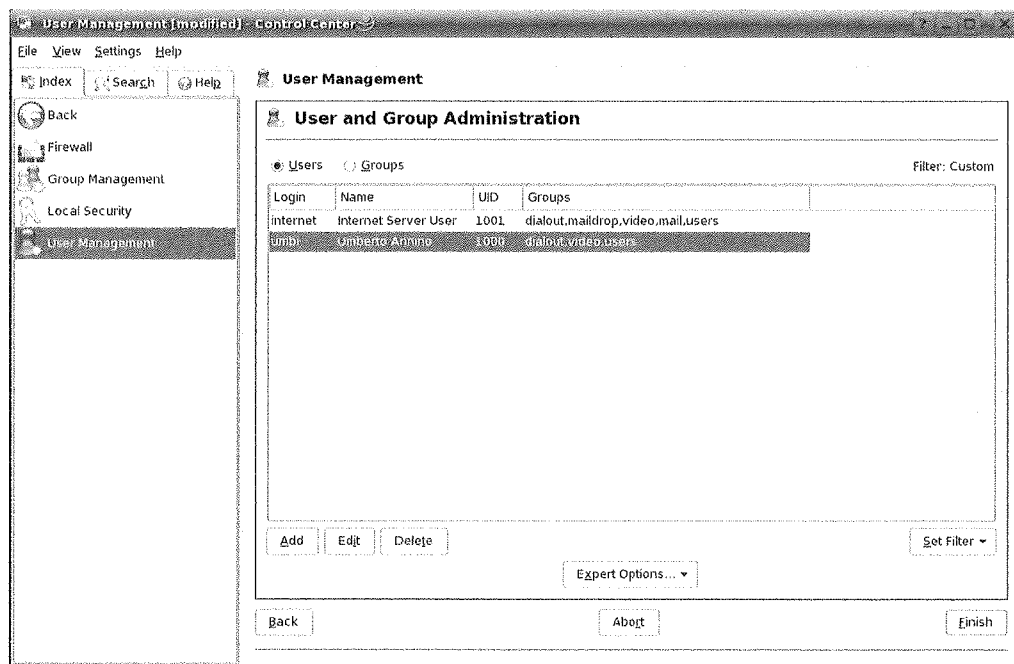 User Management [modified] - Control Center
File View Settings Help
Index Search Help
Back
Firewall
Group Management
Local Security
User Management
User Management
User and Group Administration
Users Groups Filter: Custom
Login Name UID Groups
internet Internet Server User 1001 dialout,maildrop,video,mail,users
umbi Umberto Annino 1000 dialout,video,users
Add Edit Delete Set Filter
Expert Options...
Back Abort Finish